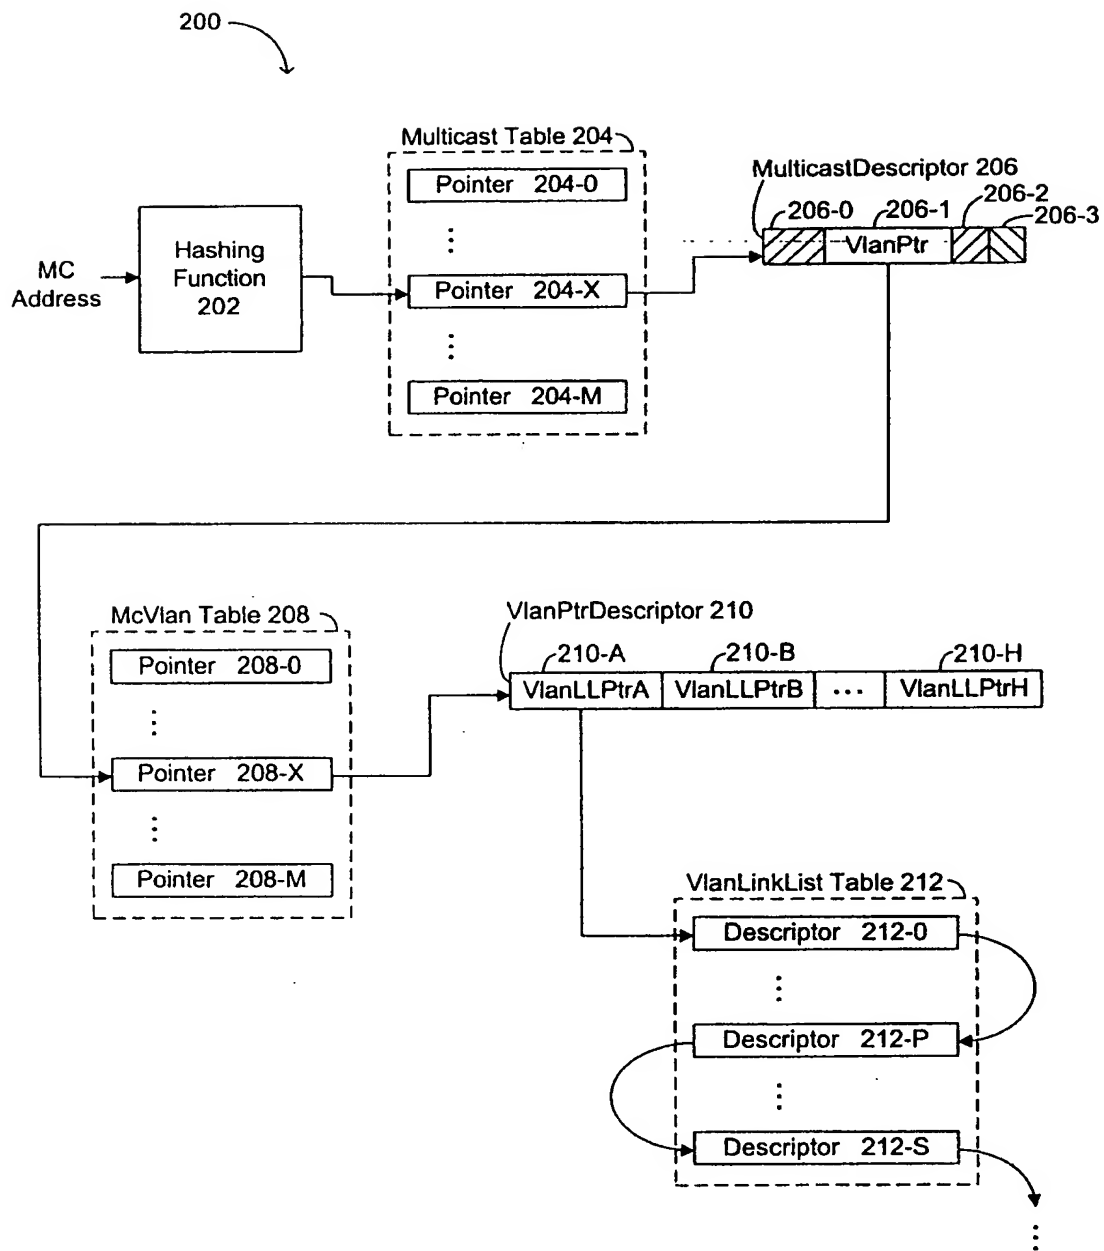 200
Multicast Table 204
Pointer 204-0
⋮
Pointer 204-X
⋮
Pointer 204-M
MC
Address
Hashing
Function
202
MulticastDescriptor 206
206-0
206-1
206-2
206-3
VlanPtr
McVlan Table 208
Pointer 208-0
⋮
Pointer 208-X
⋮
Pointer 208-M
VlanPtrDescriptor 210
210-A
210-B
210-H
VlanLLPtrA
VlanLLPtrB
...
VlanLLPtrH
VlanLinkList Table 212
Descriptor 212-0
⋮
Descriptor 212-P
⋮
Descriptor 212-S
⋮